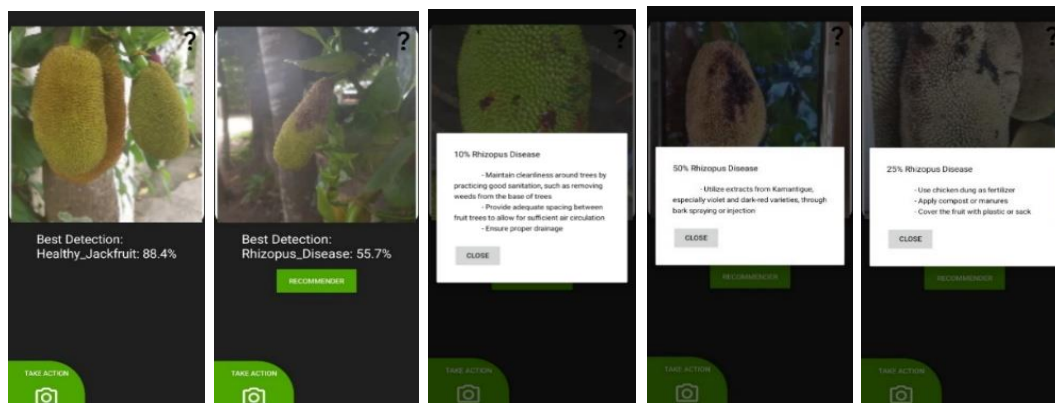 ?
Best Detection:
Healthy_Jackfruit: 88.4%
TAKE ACTION
?
Best Detection:
Rhizopus_Disease: 55.7%
RECOMMENDER
TAKE ACTION
?
10% Rhizopus Disease
- Maintain cleanliness around trees by
practicing good sanitation, such as removing
weeds from the base of trees
- Provide adequate spacing between
fruit trees to allow for sufficient air circulation
- Ensure proper drainage
CLOSE
TAKE ACTION
?
50% Rhizopus Disease
- Utilize extracts from Kamantigue,
especially violet and dark-red varieties, through
bark spraying or injection
CLOSE
RECOMMENDER
TAKE ACTION
?
25% Rhizopus Disease
- Use chicken dung as fertilizer
- Apply compost or manures
- Cover the fruit with plastic or sack
CLOSE
RECOMMENDER
TAKE ACTION